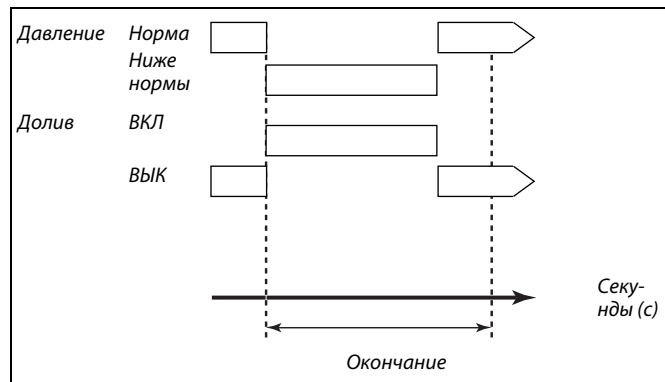 Давление Норма
Ниже
нормы
Долив ВКЛ
ВЫК
Секу-
нды (с)
Окончание